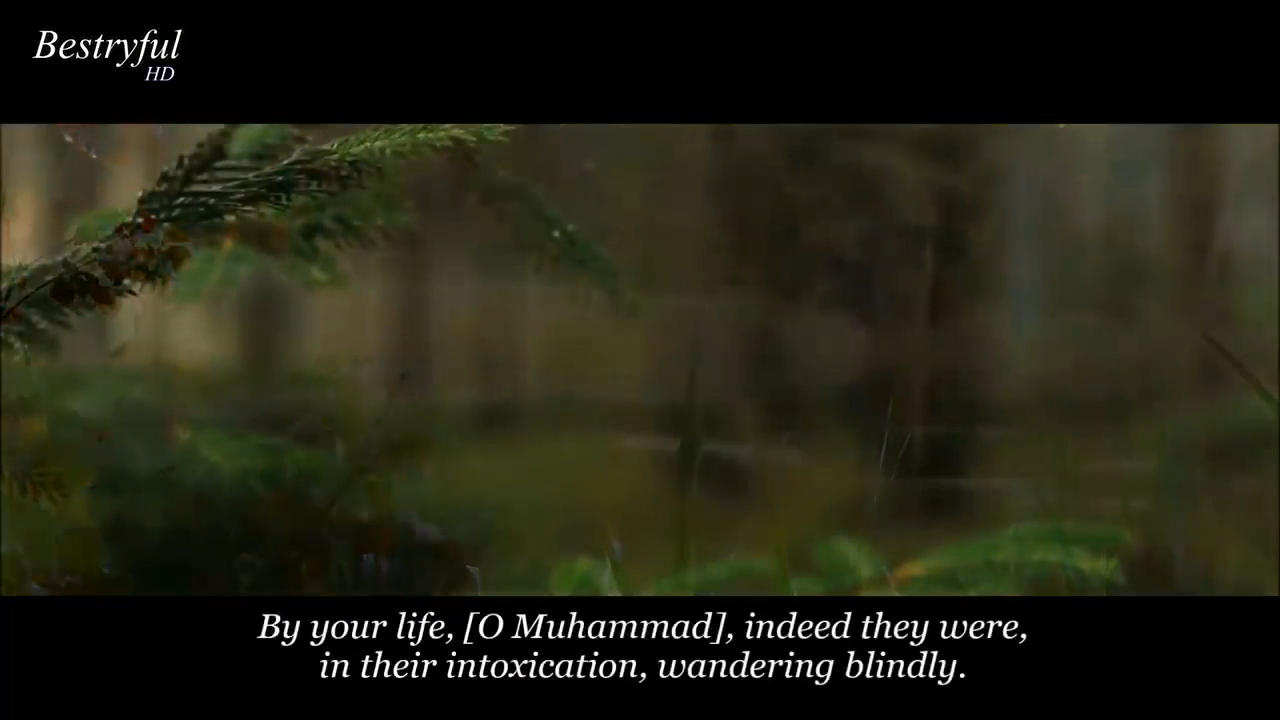 Bestryful
HD
By your life, [O Muhammad], indeed they were,
in their intoxication, wandering blindly.